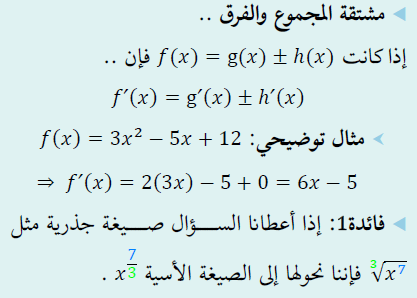 ◄ مشتقة المجموع والفرق ..
إذا كانت f(x) = g(x) ± h(x) فإن ..
f′(x) = g′(x) ± h′(x)
➤ مثال توضيحي: f(x) = 3x² − 5x + 12
⇒ f′(x) = 2(3x) − 5 + 0 = 6x − 5
◄ فائدة1: إذا أعطانا الســـؤال صيغة جذرية مثل
∛x⁷ فإننا نحولها إلى الصيغة الأسية x^(7/3) .